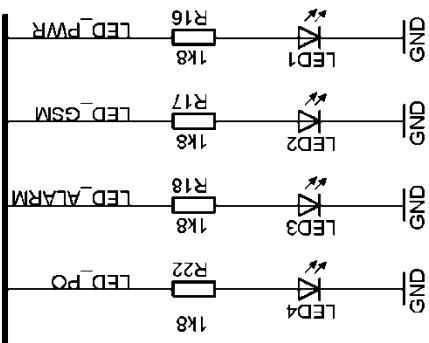 LED_PWR R16 1k8 LED1 GND
LED_GSM R17 1k8 LED2 GND
LED_ALARM R18 1k8 LED3 GND
LED_PO R22 1k8 LED4 GND